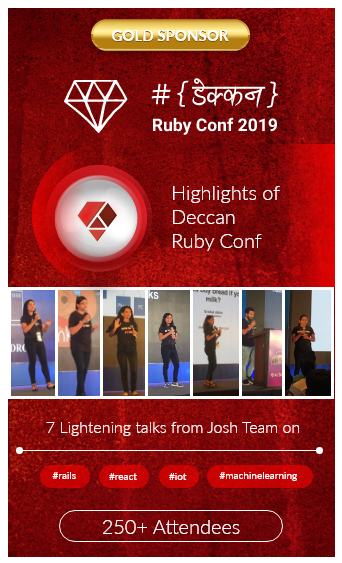 GOLD SPONSOR
#{डेक्कन}
Ruby Conf 2019
Highlights of
Deccan
Ruby Conf
7 Lightening talks from Josh Team on
#rails #react #iot #machinelearning
250+ Attendees